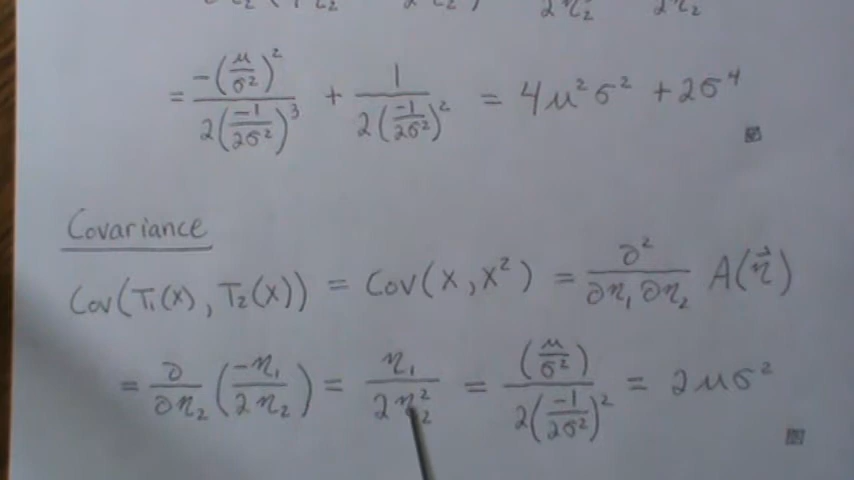 = -(μ/σ²)² / 2(-1/2σ²)³ + 1 / 2(-1/2σ²)² = 4μ²σ² + 2σ⁴
Covariance
Cov(T₁(x), T₂(x)) = Cov(x, x²) = ∂²/∂η₁∂η₂ A(η⃗)
= ∂/∂η₂ (-η₁/2η₂) = η₁/2η₂² = (μ/σ²) / 2(-1/2σ²)² = 2μσ²